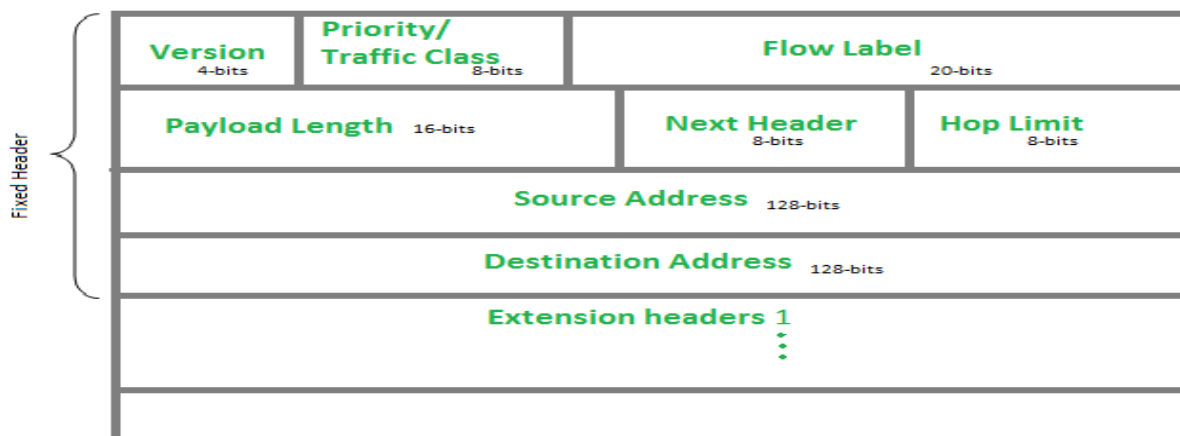 Fixed Header
Version
4-bits
Priority/
Traffic Class
8-bits
Flow Label
20-bits
Payload Length 16-bits
Next Header
8-bits
Hop Limit
8-bits
Source Address 128-bits
Destination Address 128-bits
Extension headers 1